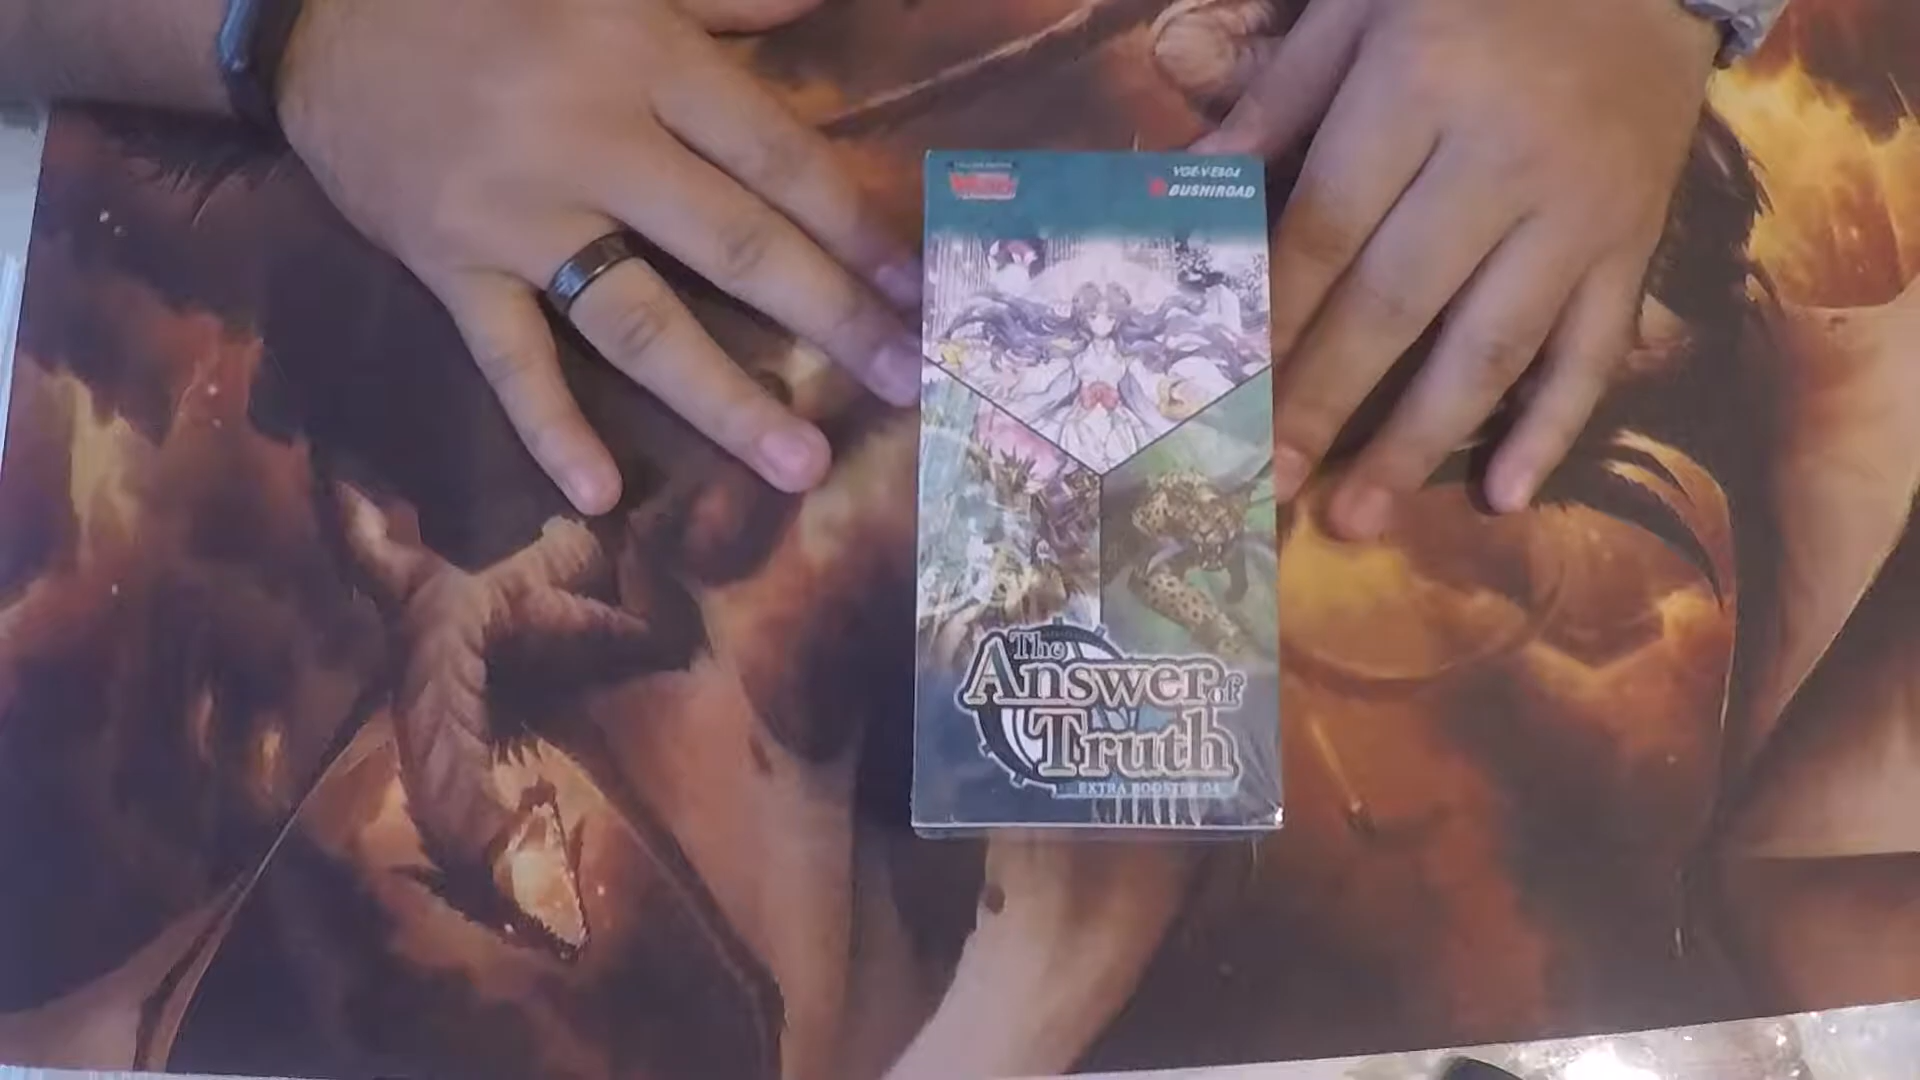 VGE-V-EB04
BUSHIROAD
The
Answer of
Truth
EXTRA BOOSTER 04